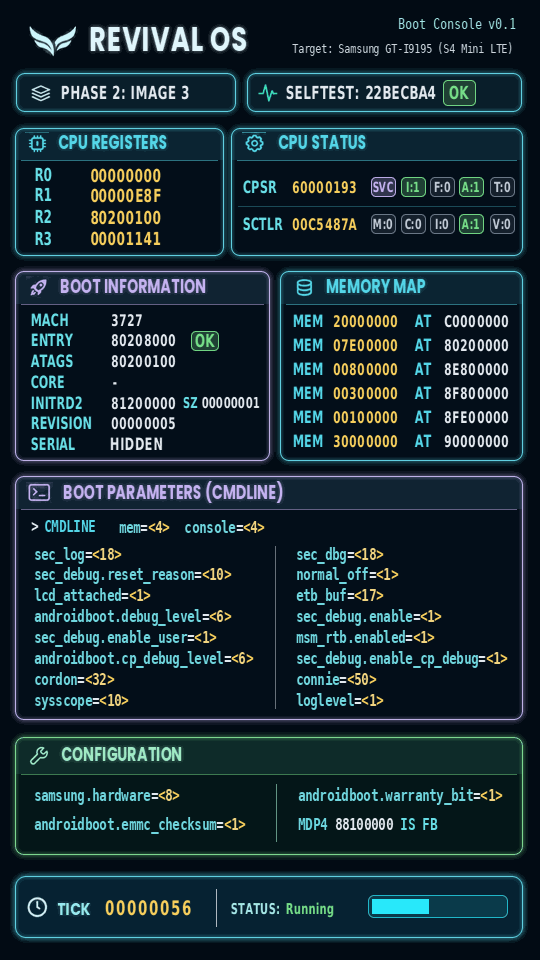 REVIVAL OS
Boot Console v0.1
Target: Samsung GT-I9195 (S4 Mini LTE)
PHASE 2: IMAGE 3
SELFTEST: 22BECBA4 OK
CPU REGISTERS
R0 00000000
R1 00000E8F
R2 80200100
R3 00001141
CPU STATUS
CPSR 60000193 SVC I:1 F:0 A:1 T:0
SCTLR 00C5487A M:0 C:0 I:0 A:1 V:0
BOOT INFORMATION
MACH 3727
ENTRY 80208000 OK
ATAGS 80200100
CORE -
INITRD2 81200000 SZ 00000001
REVISION 00000005
SERIAL HIDDEN
MEMORY MAP
MEM 20000000 AT C0000000
MEM 07E00000 AT 80200000
MEM 00800000 AT 8E800000
MEM 00300000 AT 8F800000
MEM 00100000 AT 8FE00000
MEM 30000000 AT 90000000
BOOT PARAMETERS (CMDLINE)
> CMDLINE mem=<4> console=<4>
sec_log=<18>
sec_debug.reset_reason=<10>
lcd_attached=<1>
androidboot.debug_level=<6>
sec_debug.enable_user=<1>
androidboot.cp_debug_level=<6>
cordon=<32>
sysscope=<10>
sec_dbg=<18>
normal_off=<1>
etb_buf=<17>
sec_debug.enable=<1>
msm_rtb.enabled=<1>
sec_debug.enable_cp_debug=<1>
connie=<50>
loglevel=<1>
CONFIGURATION
samsung.hardware=<8>
androidboot.emmc_checksum=<1>
androidboot.warranty_bit=<1>
MDP4 88100000 IS FB
TICK 00000056
STATUS: Running